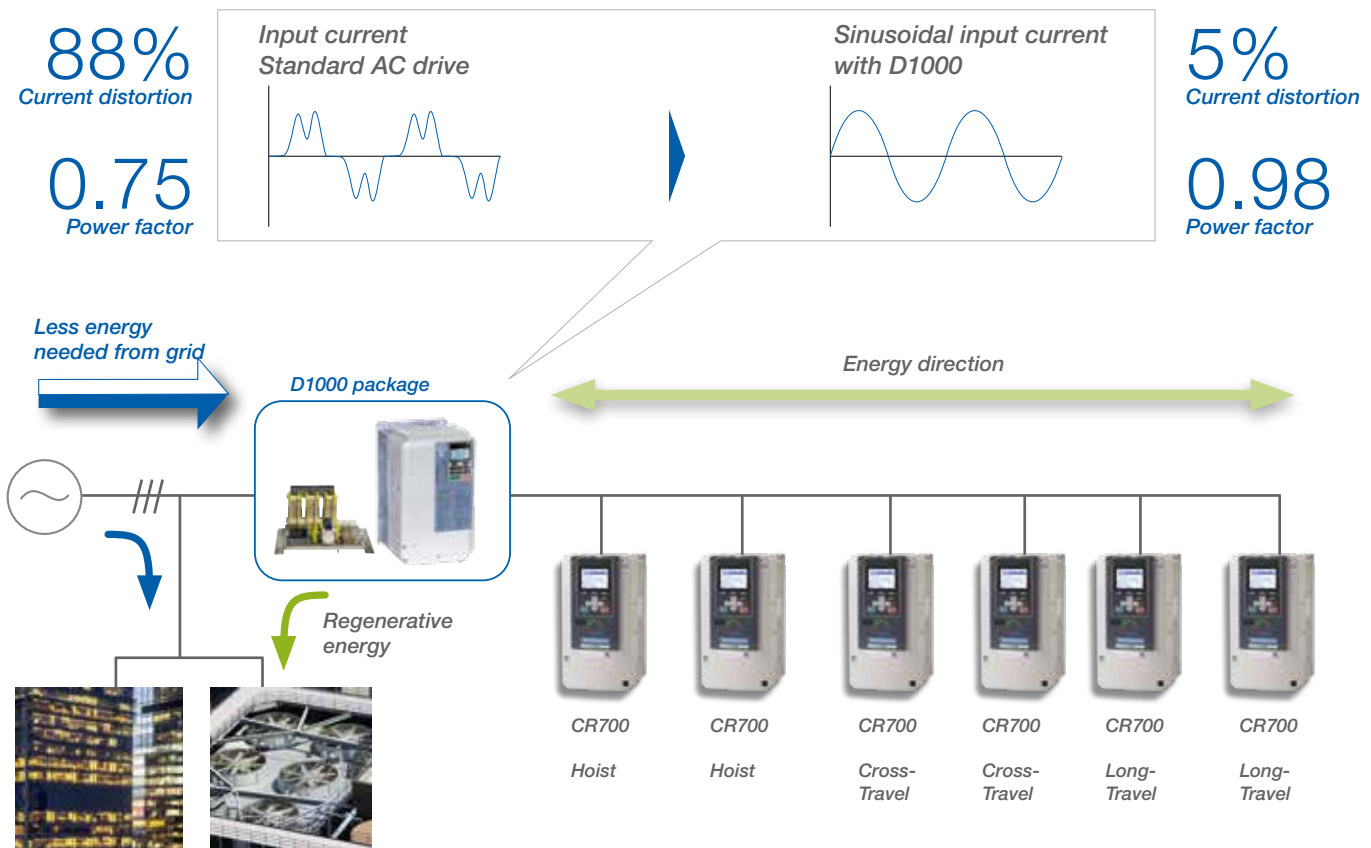 88%
Current distortion
0.75
Power factor
Input current
Standard AC drive
Sinusoidal input current
with D1000
5%
Current distortion
0.98
Power factor
Less energy
needed from grid
D1000 package
Energy direction
Regenerative
energy
CR700
Hoist
CR700
Hoist
CR700
Cross-
Travel
CR700
Cross-
Travel
CR700
Long-
Travel
CR700
Long-
Travel